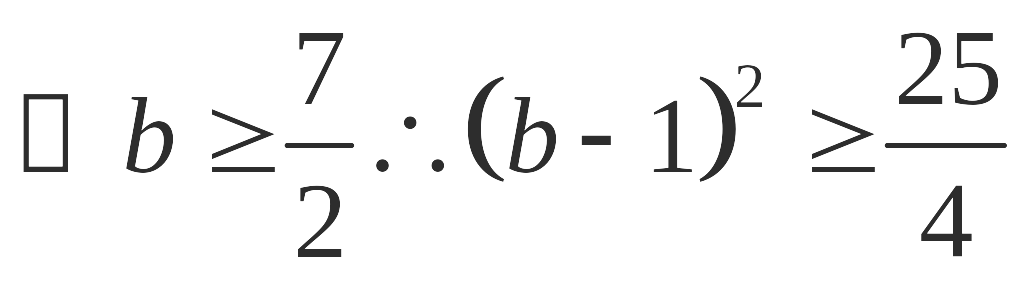 ▯ b ≥ 7/2 ∴ (b - 1)² ≥ 25/4